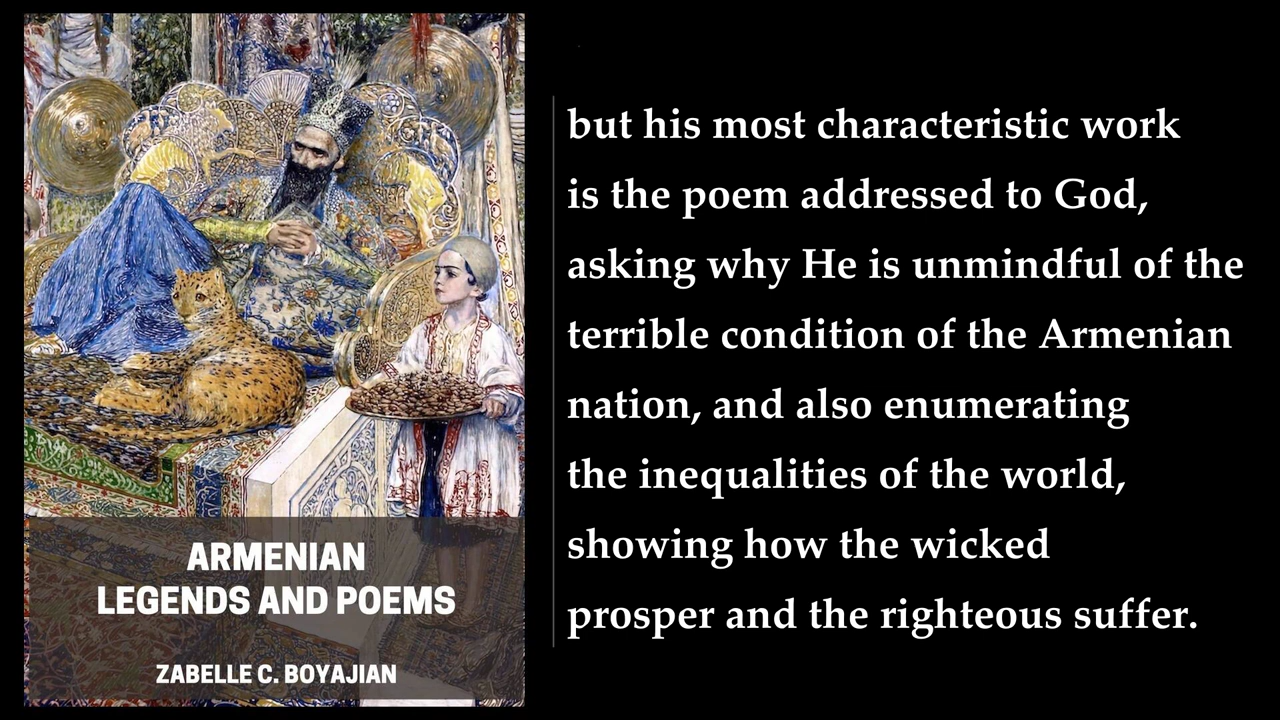 ARMENIAN
LEGENDS AND POEMS
ZABELLE C. BOYAJIAN
but his most characteristic work
is the poem addressed to God,
asking why He is unmindful of the
terrible condition of the Armenian
nation, and also enumerating
the inequalities of the world,
showing how the wicked
prosper and the righteous suffer.